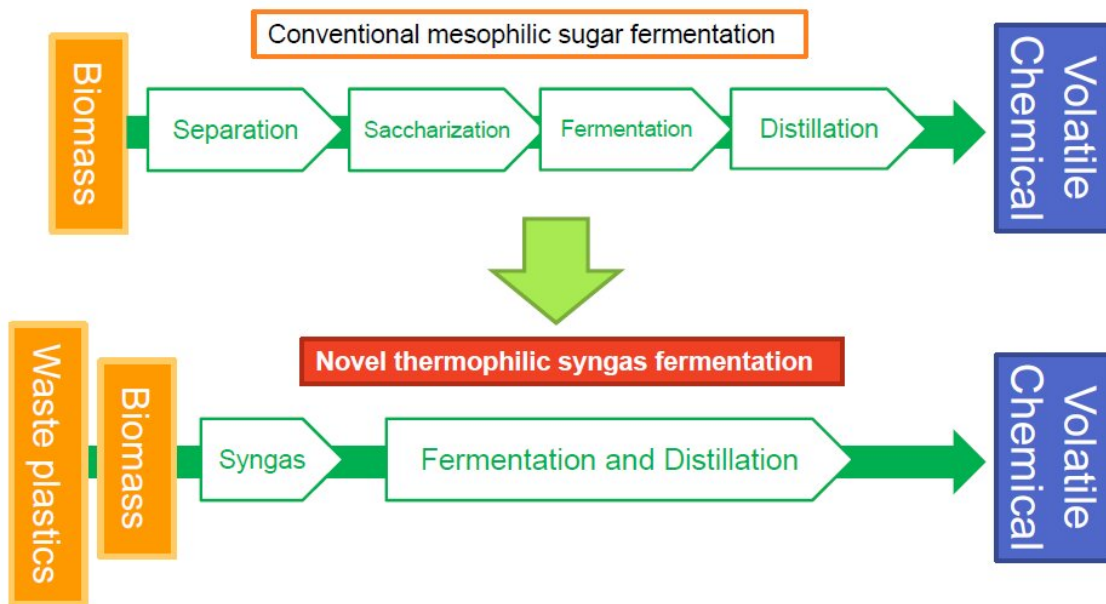 Conventional mesophilic sugar fermentation
Biomass
Separation
Saccharization
Fermentation
Distillation
Volatile
Chemical
Novel thermophilic syngas fermentation
Waste plastics
Biomass
Syngas
Fermentation and Distillation
Volatile
Chemical